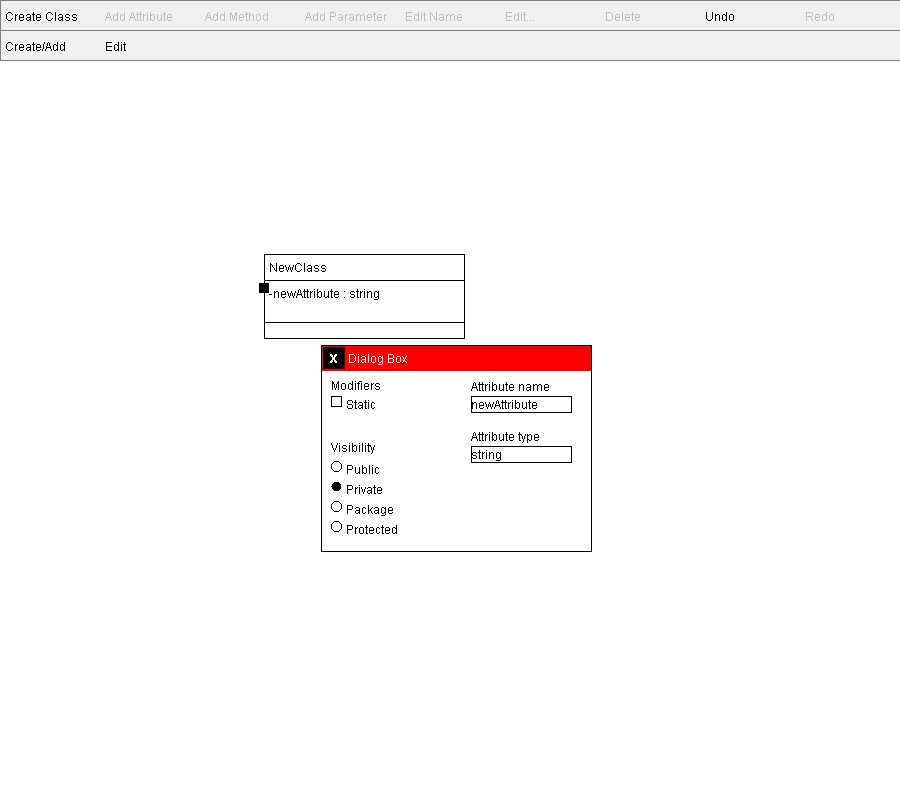 Create Class Add Attribute Add Method Add Parameter Edit Name Edit... Delete Undo Redo
Create/Add Edit
NewClass
-newAttribute : string
X Dialog Box
Modifiers
Static
Visibility
Public
Private
Package
Protected
Attribute name
newAttribute
Attribute type
string